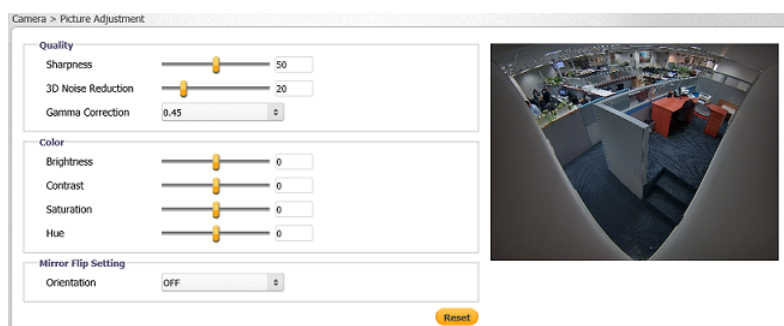 Camera > Picture Adjustment
Quality
Sharpness 50
3D Noise Reduction 20
Gamma Correction 0.45
Color
Brightness 0
Contrast 0
Saturation 0
Hue 0
Mirror Flip Setting
Orientation OFF
Reset